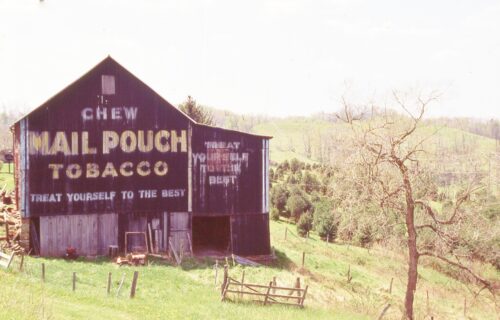 CHEW
MAIL POUCH
TOBACCO
TREAT YOURSELF TO THE BEST
TREAT
YOURSELF
TO THE
BEST